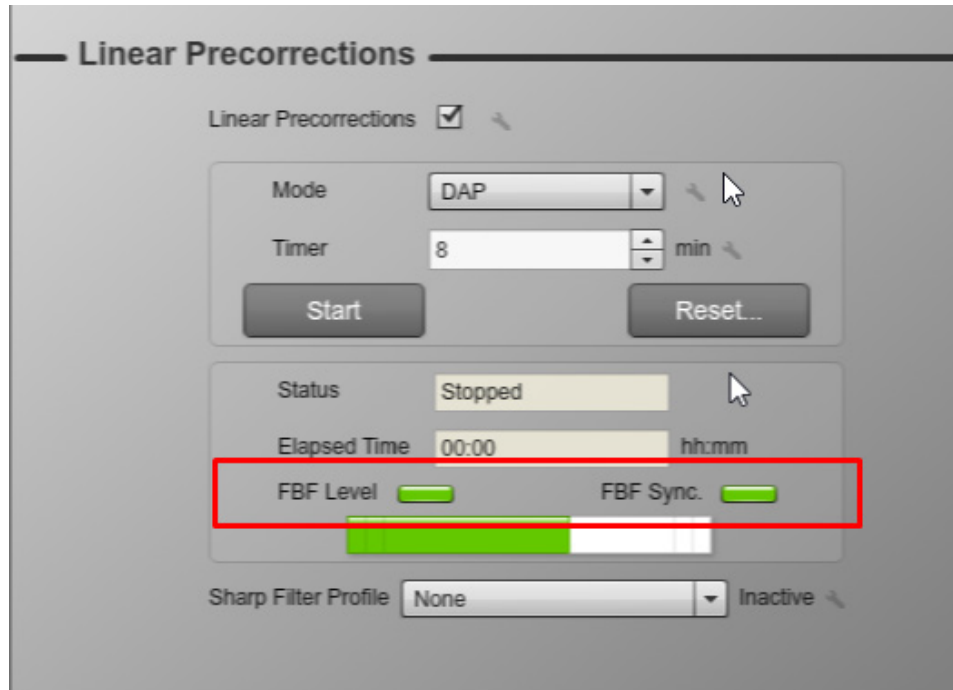 Linear Precorrections
Linear Precorrections
Mode DAP
Timer 8 min
Start Reset...
Status Stopped
Elapsed Time 00:00 hh:mm
FBF Level FBF Sync.
Sharp Filter Profile None Inactive